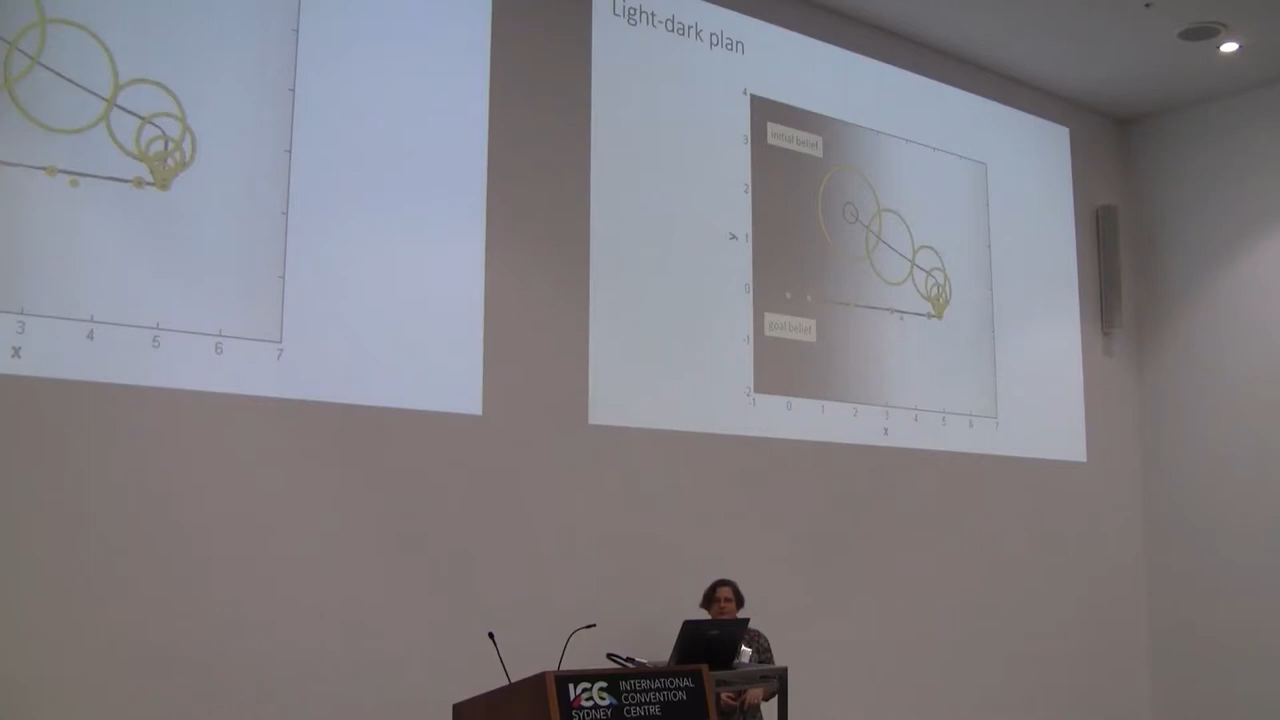 3
4
5
6
7
x
Light-dark plan
4
3
2
1
0
-1
-2
y
initial belief
goal belief
-1
0
1
2
3
4
5
6
7
x
ICC
SYDNEY
INTERNATIONAL
CONVENTION
CENTRE